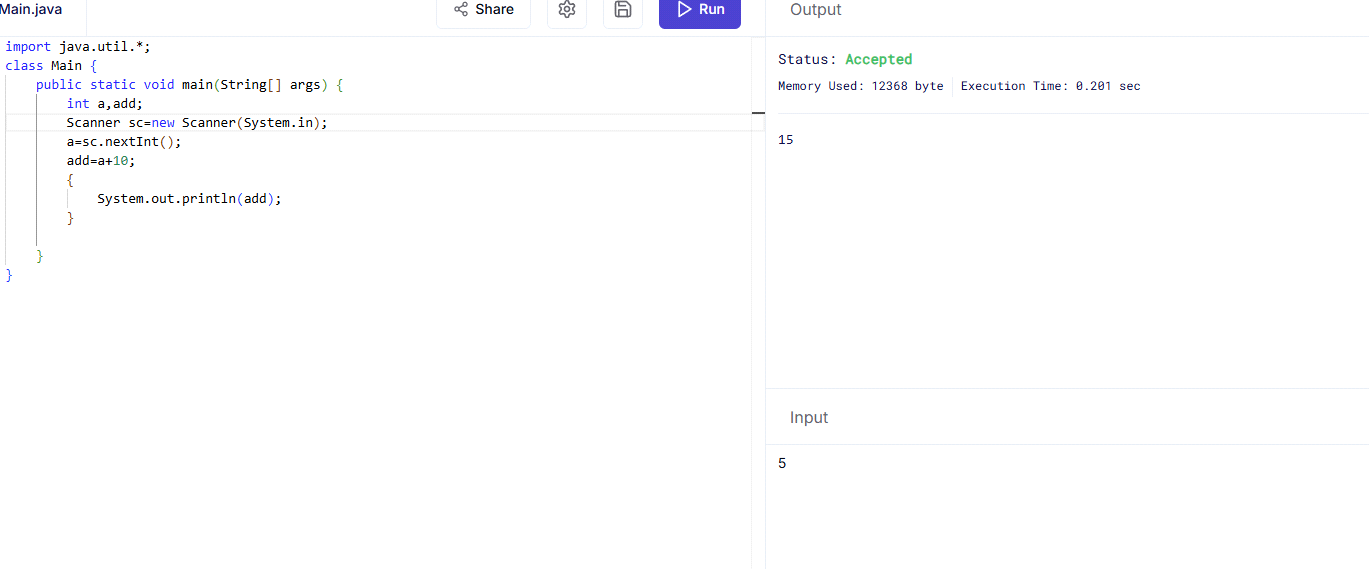 Main.java
Share
Run
import java.util.*;
class Main {
    public static void main(String[] args) {
        int a,add;
        Scanner sc=new Scanner(System.in);
        a=sc.nextInt();
        add=a+10;
        {
            System.out.println(add);
        }
    }
}
Output
Status: Accepted
Memory Used: 12368 byte Execution Time: 0.201 sec
15
Input
5